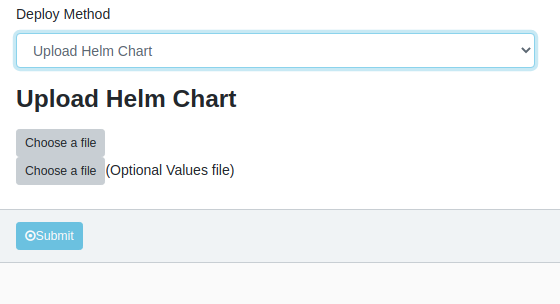 Deploy Method
Upload Helm Chart
Upload Helm Chart
Choose a file
Choose a file (Optional Values file)
Submit